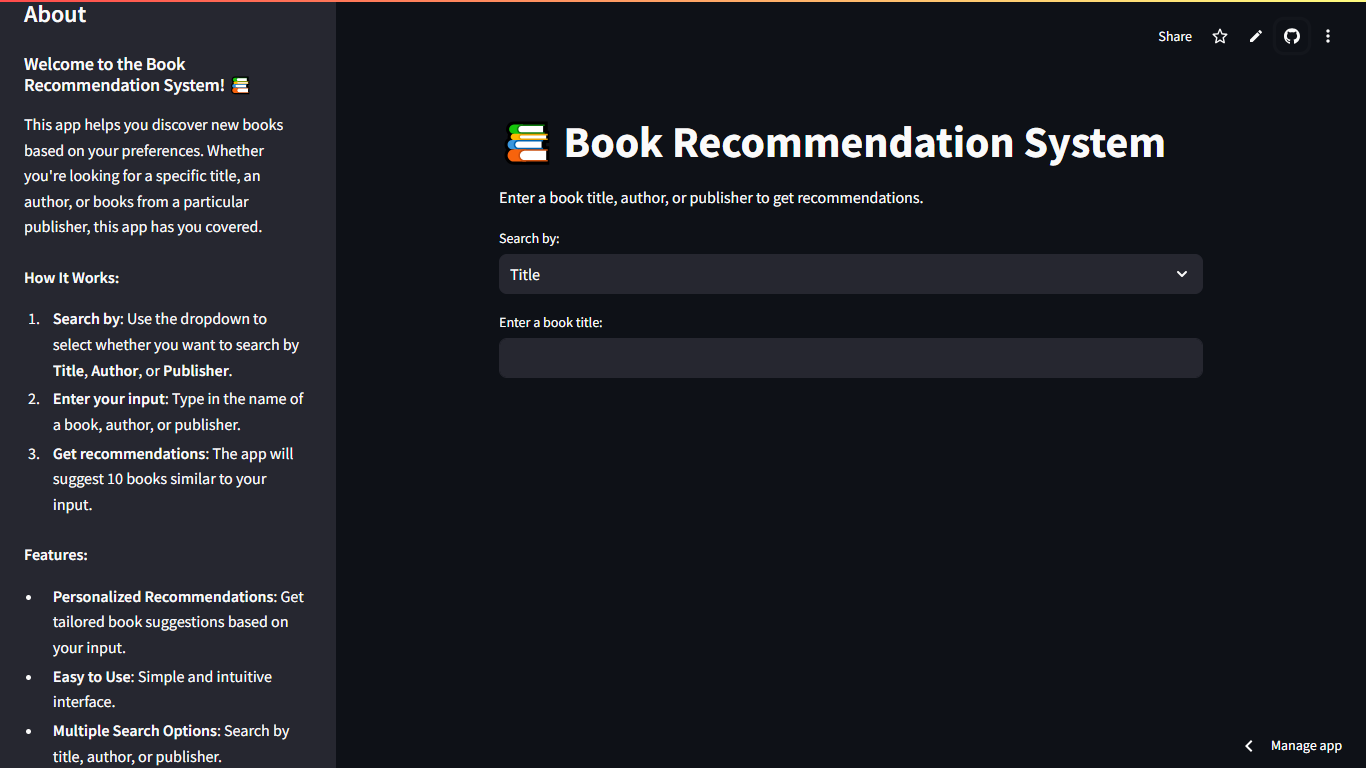 About
Welcome to the Book
Recommendation System! 📚
This app helps you discover new books
based on your preferences. Whether
you're looking for a specific title, an
author, or books from a particular
publisher, this app has you covered.
How It Works:
1. Search by: Use the dropdown to
select whether you want to search by
Title, Author, or Publisher.
2. Enter your input: Type in the name of
a book, author, or publisher.
3. Get recommendations: The app will
suggest 10 books similar to your
input.
Features:
• Personalized Recommendations: Get
tailored book suggestions based on
your input.
• Easy to Use: Simple and intuitive
interface.
• Multiple Search Options: Search by
title, author, or publisher.
Share
📚 Book Recommendation System
Enter a book title, author, or publisher to get recommendations.
Search by:
Title
Enter a book title:
Manage app